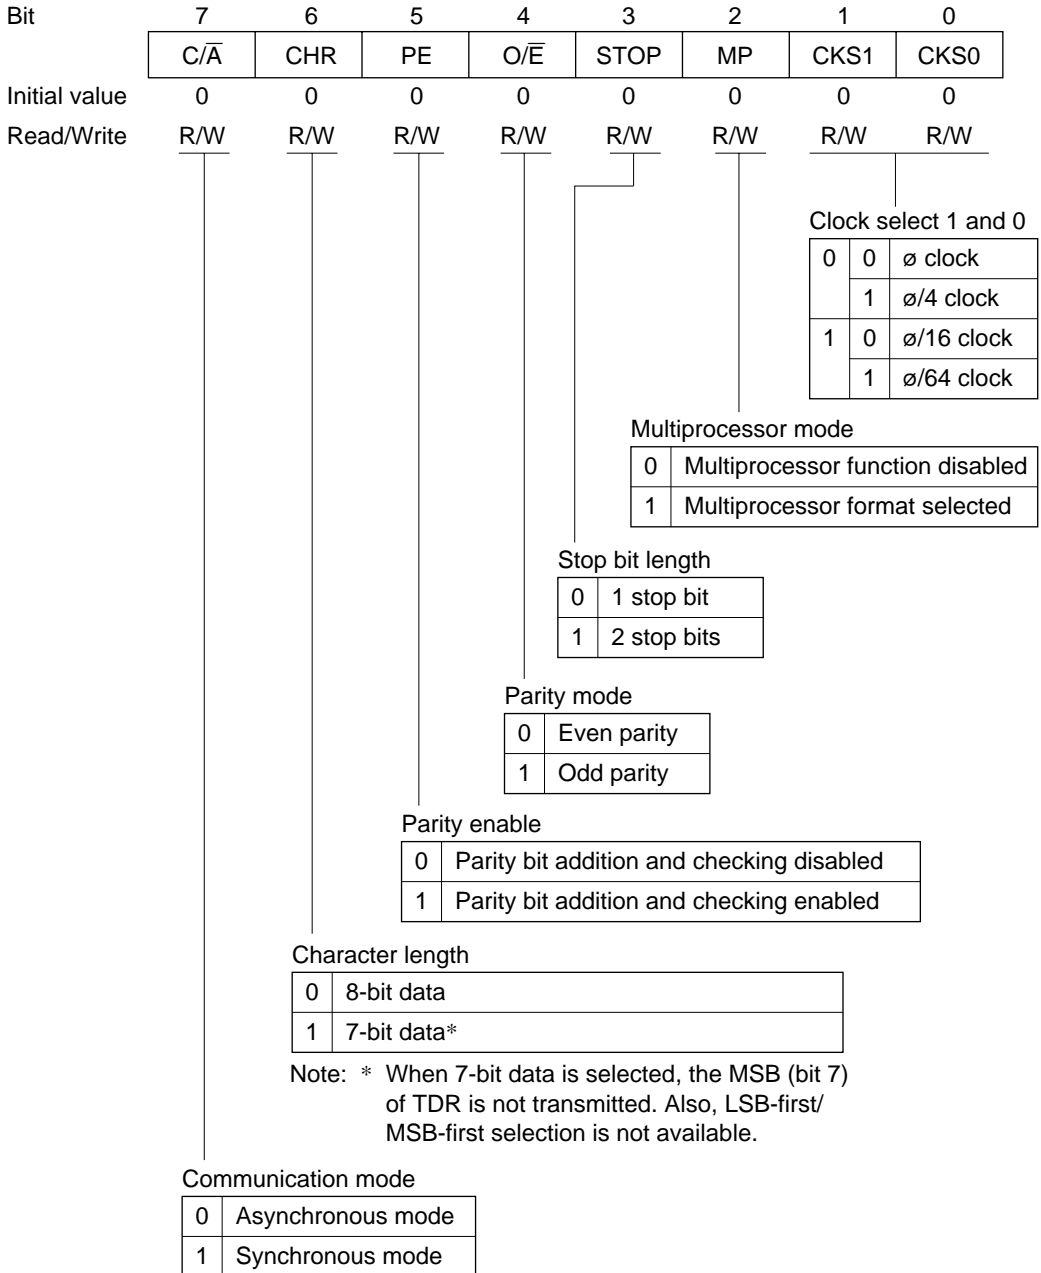 Bit 7 6 5 4 3 2 1 0
C/A̅ CHR PE O/E̅ STOP MP CKS1 CKS0
Initial value 0 0 0 0 0 0 0 0
Read/Write R/W R/W R/W R/W R/W R/W R/W R/W
Clock select 1 and 0
0 0 ø clock
1 ø/4 clock
1 0 ø/16 clock
1 ø/64 clock
Multiprocessor mode
0 Multiprocessor function disabled
1 Multiprocessor format selected
Stop bit length
0 1 stop bit
1 2 stop bits
Parity mode
0 Even parity
1 Odd parity
Parity enable
0 Parity bit addition and checking disabled
1 Parity bit addition and checking enabled
Character length
0 8-bit data
1 7-bit data*
Note: * When 7-bit data is selected, the MSB (bit 7)
of TDR is not transmitted. Also, LSB-first/
MSB-first selection is not available.
Communication mode
0 Asynchronous mode
1 Synchronous mode